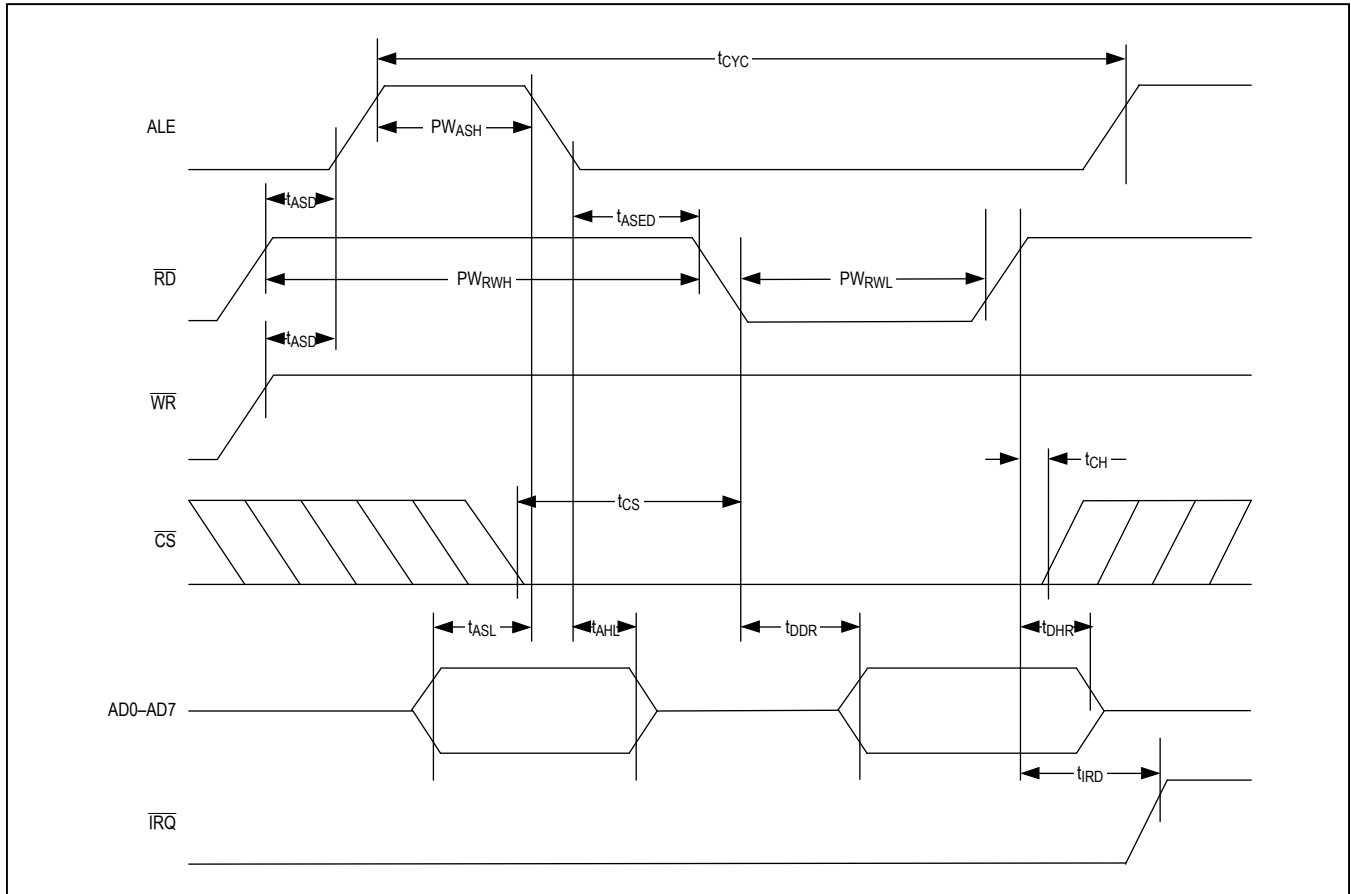 tCYC
ALE
PWASH
tASD
tASED
RD
PWRWH
PWRWL
tASD
WR
tCH
tCS
CS
tASL
tAHL
tDDR
tDHR
AD0–AD7
tIRD
IRQ